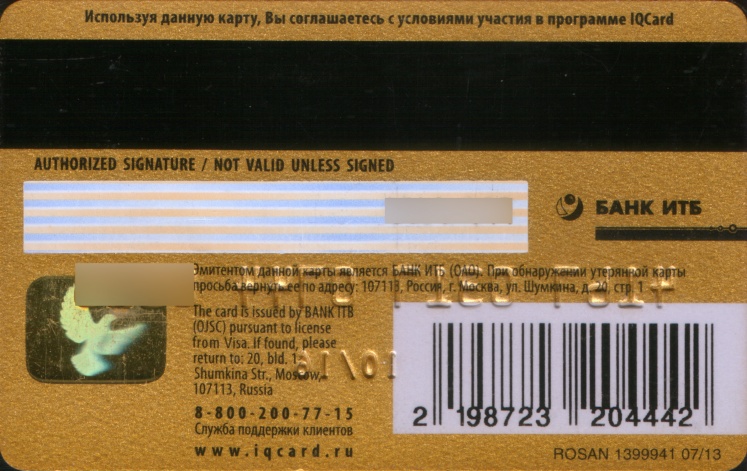 Используя данную карту, Вы соглашаетесь с условиями участия в программе IQCard
AUTHORIZED SIGNATURE / NOT VALID UNLESS SIGNED
БАНК ИТБ
Эмитентом данной карты является БАНК ИТБ (ОАО). При обнаружении утерянной карты
просьба вернуть ее по адресу: 107113, Россия, г. Москва, ул. Шумкина, д. 20, стр. 1
The card is issued by BANK ITB
(OJSC) pursuant to license
from Visa. If found, please
return to: 20, bld. 1
Shumkina Str., Moscow,
107113, Russia
8-800-200-77-15
Служба поддержки клиентов
www.iqcard.ru
10/16
2 198723 204442
ROSAN 1399941 07/13